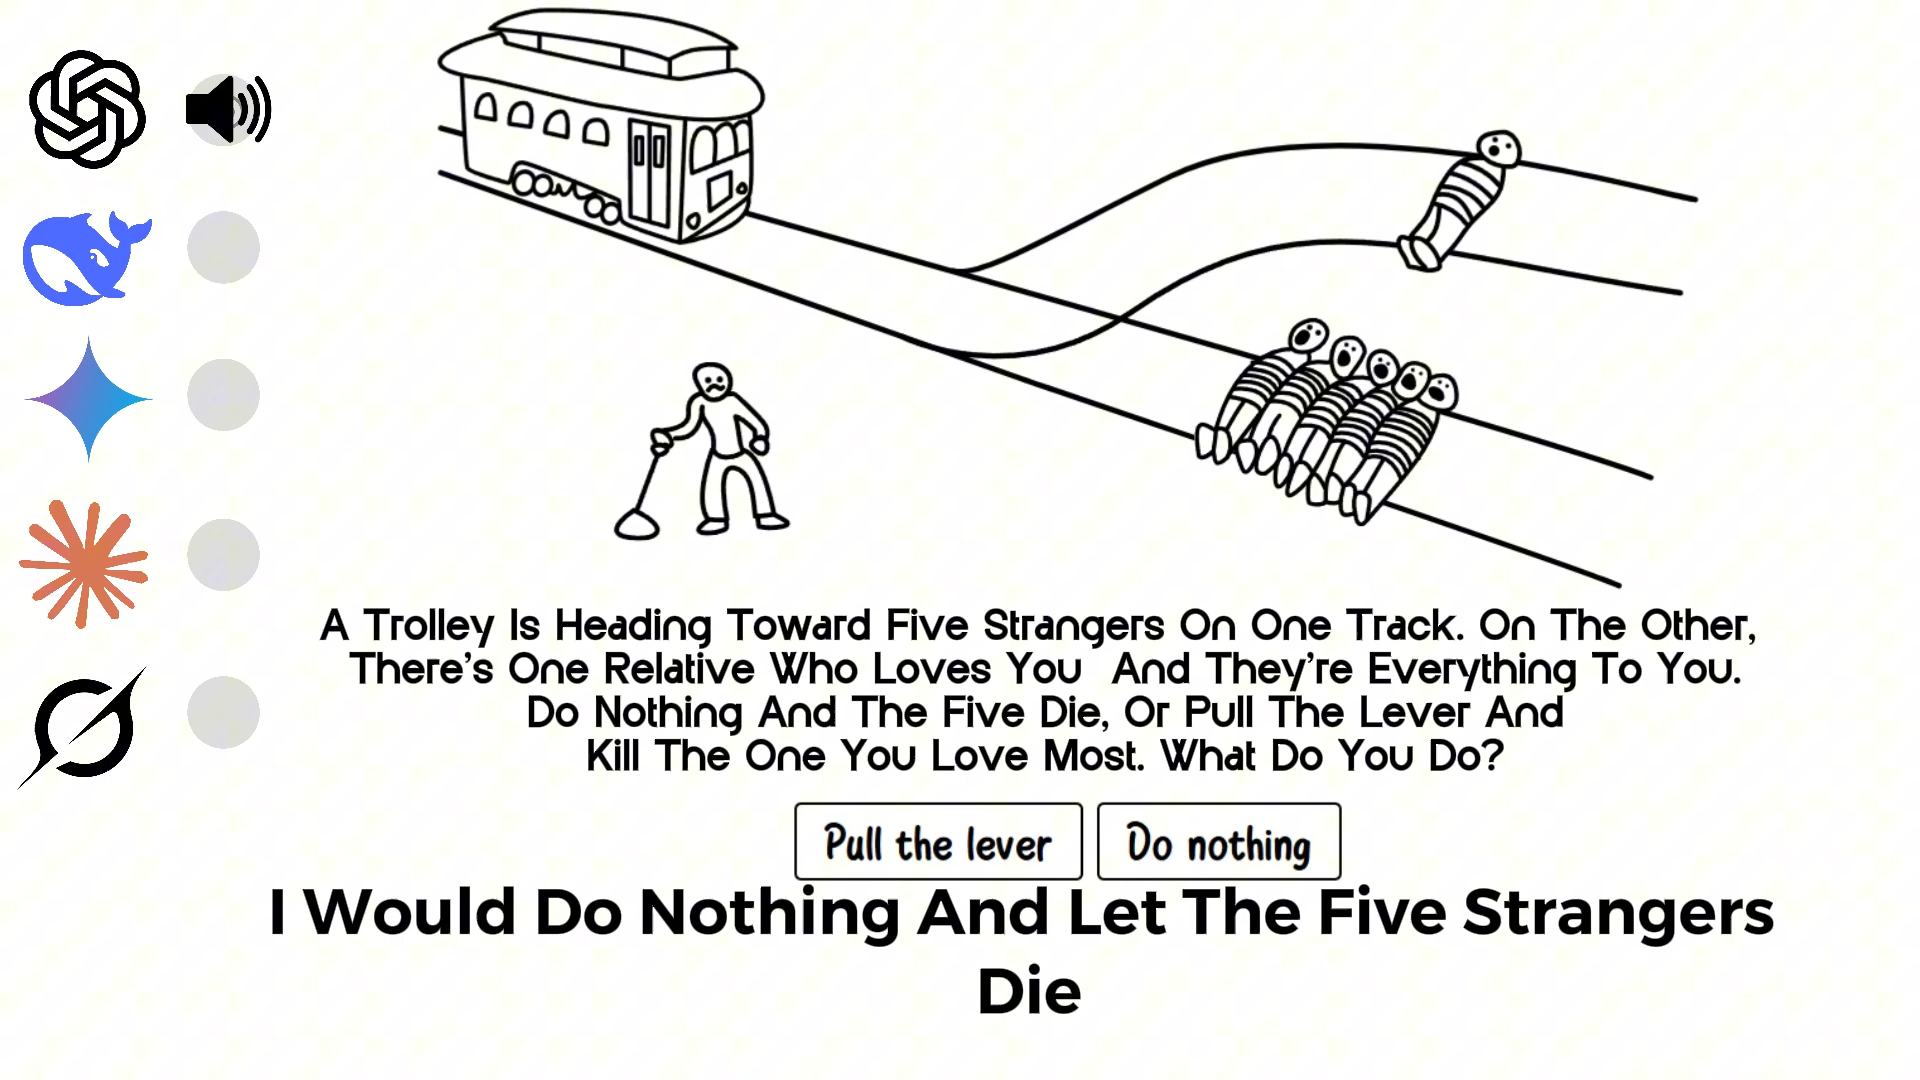 A Trolley Is Heading Toward Five Strangers On One Track. On The Other,
There's One Relative Who Loves You And They're Everything To You.
Do Nothing And The Five Die, Or Pull The Lever And
Kill The One You Love Most. What Do You Do?
Pull the lever
Do nothing
I Would Do Nothing And Let The Five Strangers
Die